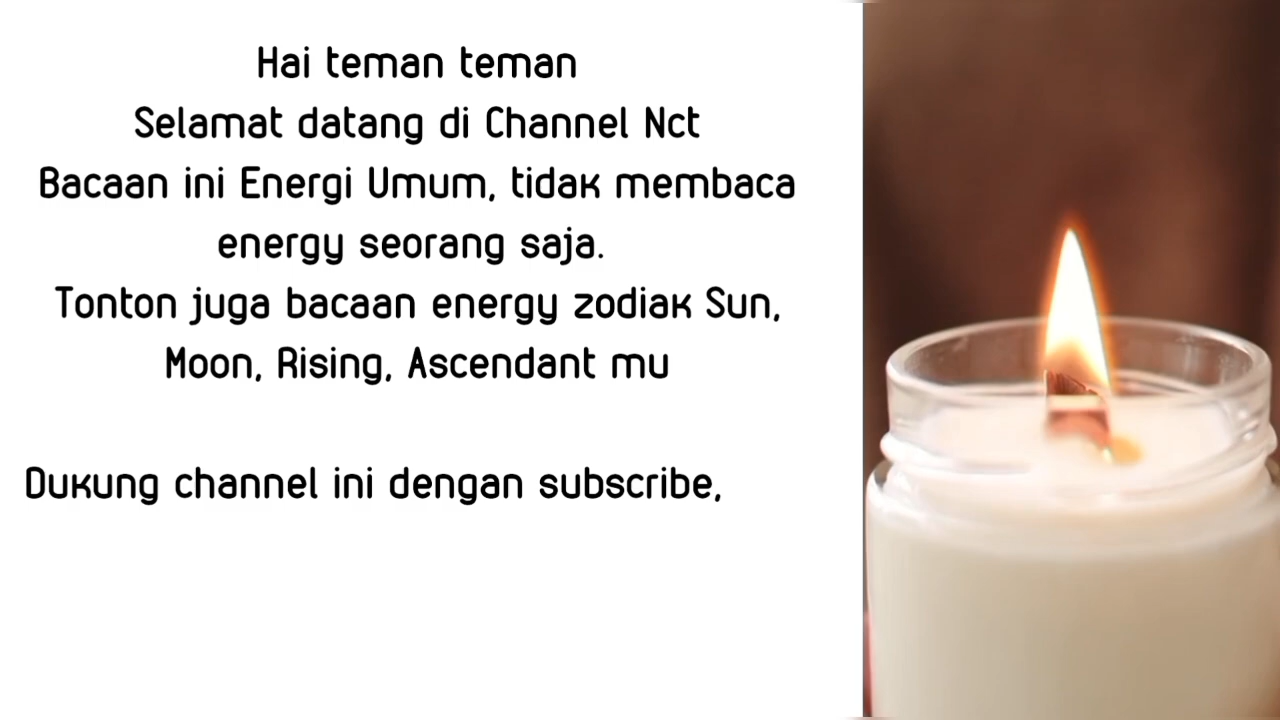 Hai teman teman
Selamat datang di Channel Nct
Bacaan ini Energi Umum, tidak membaca
energy seorang saja.
Tonton juga bacaan energy zodiak Sun,
Moon, Rising, Ascendant mu
Dukung channel ini dengan subscribe,